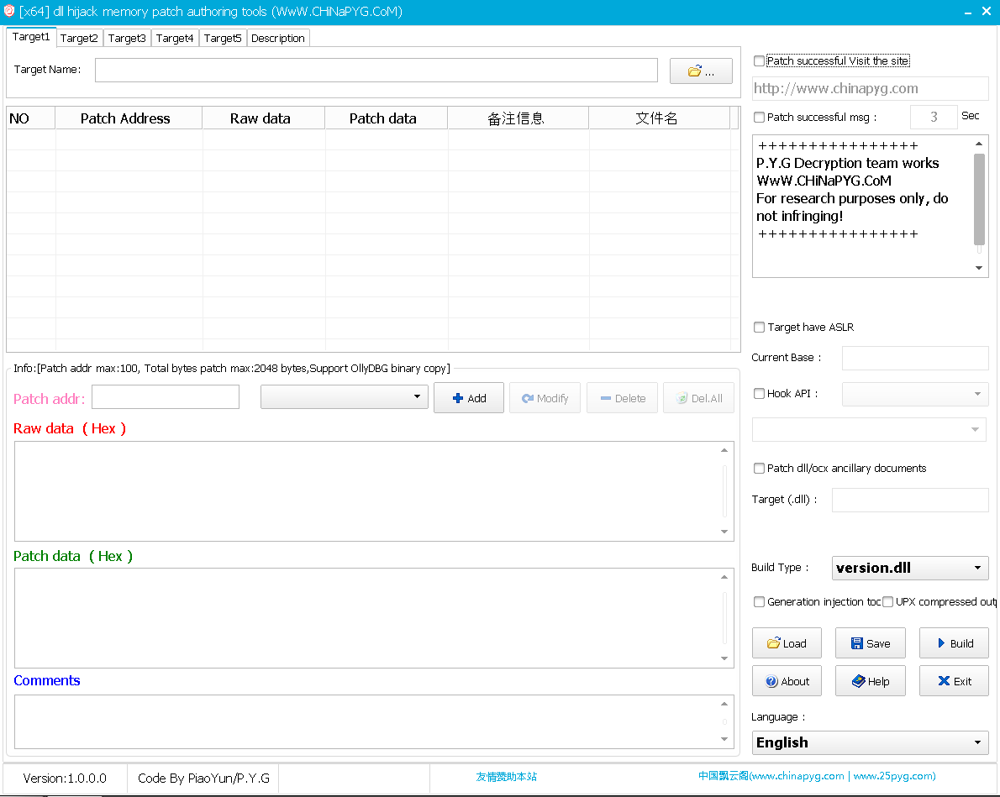 [x64] dll hijack memory patch authoring tools (WwW.CHiNaPYG.CoM)
Target1 Target2 Target3 Target4 Target5 Description
Target Name:
...
NO Patch Address Raw data Patch data 备注信息 文件名
Info:[Patch addr max:100, Total bytes patch max:2048 bytes,Support OllyDBG binary copy]
Patch addr:
Add Modify Delete Del.All
Raw data ( Hex )
Patch data ( Hex )
Comments
Patch successful Visit the site
http://www.chinapyg.com
Patch successful msg : 3 Sec
++++++++++++++++
P.Y.G Decryption team works
WwW.CHiNaPYG.CoM
For research purposes only, do
not infringing!
++++++++++++++++
Target have ASLR
Current Base :
Hook API :
Patch dll/ocx ancillary documents
Target (.dll) :
Build Type : version.dll
Generation injection toc UPX compressed out
Load Save Build
About Help Exit
Language :
English
Version:1.0.0.0 Code By PiaoYun/P.Y.G 友情赞助本站 中国飘云阁(www.chinapyg.com | www.25pyg.com)